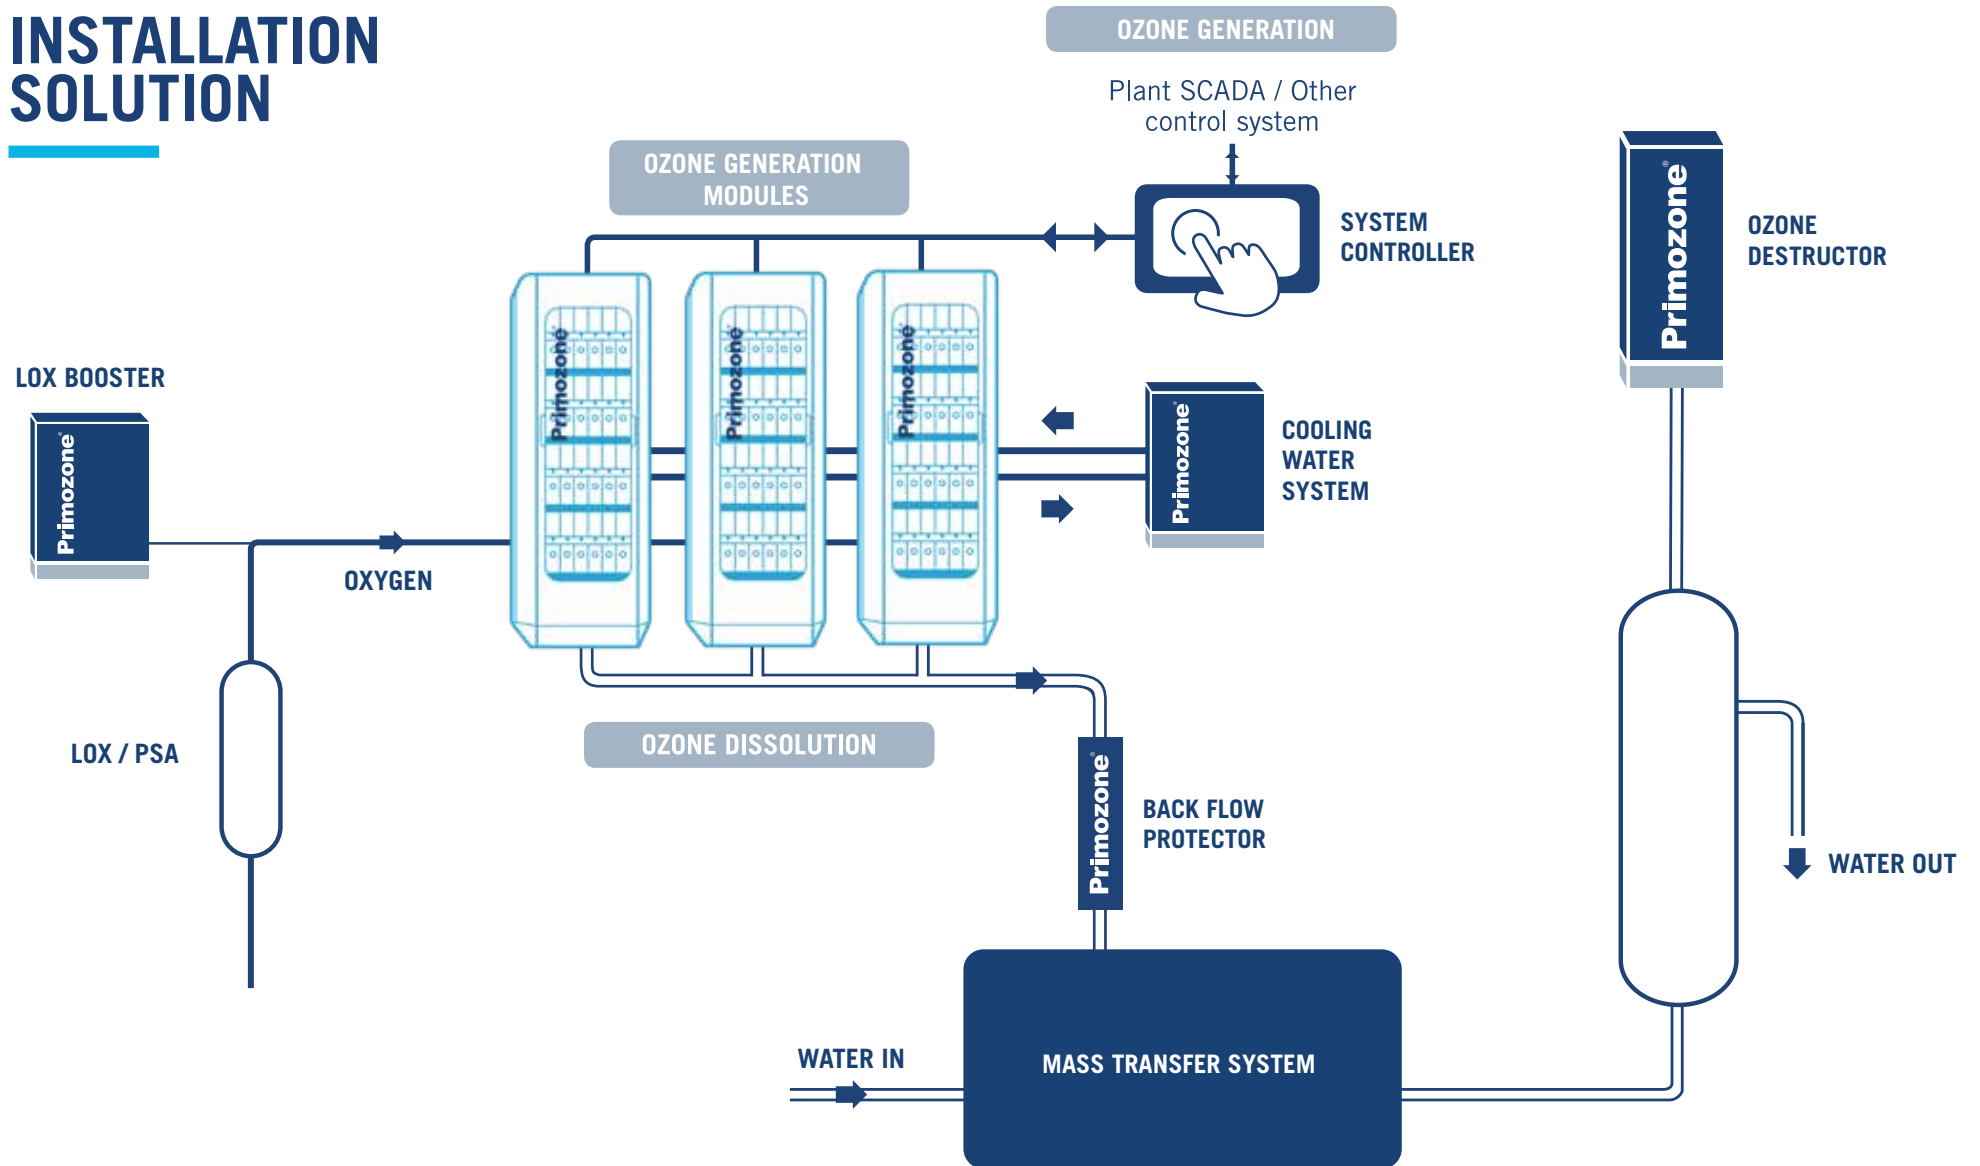 INSTALLATION
SOLUTION
OZONE GENERATION
Plant SCADA / Other
control system
OZONE GENERATION
MODULES
SYSTEM
CONTROLLER
Primozone®
OZONE
DESTRUCTOR
LOX BOOSTER
Primozone®
Primozone®
Primozone®
Primozone®
Primozone®
COOLING
WATER
SYSTEM
OXYGEN
LOX / PSA
OZONE DISSOLUTION
Primozone®
BACK FLOW
PROTECTOR
WATER OUT
WATER IN
MASS TRANSFER SYSTEM